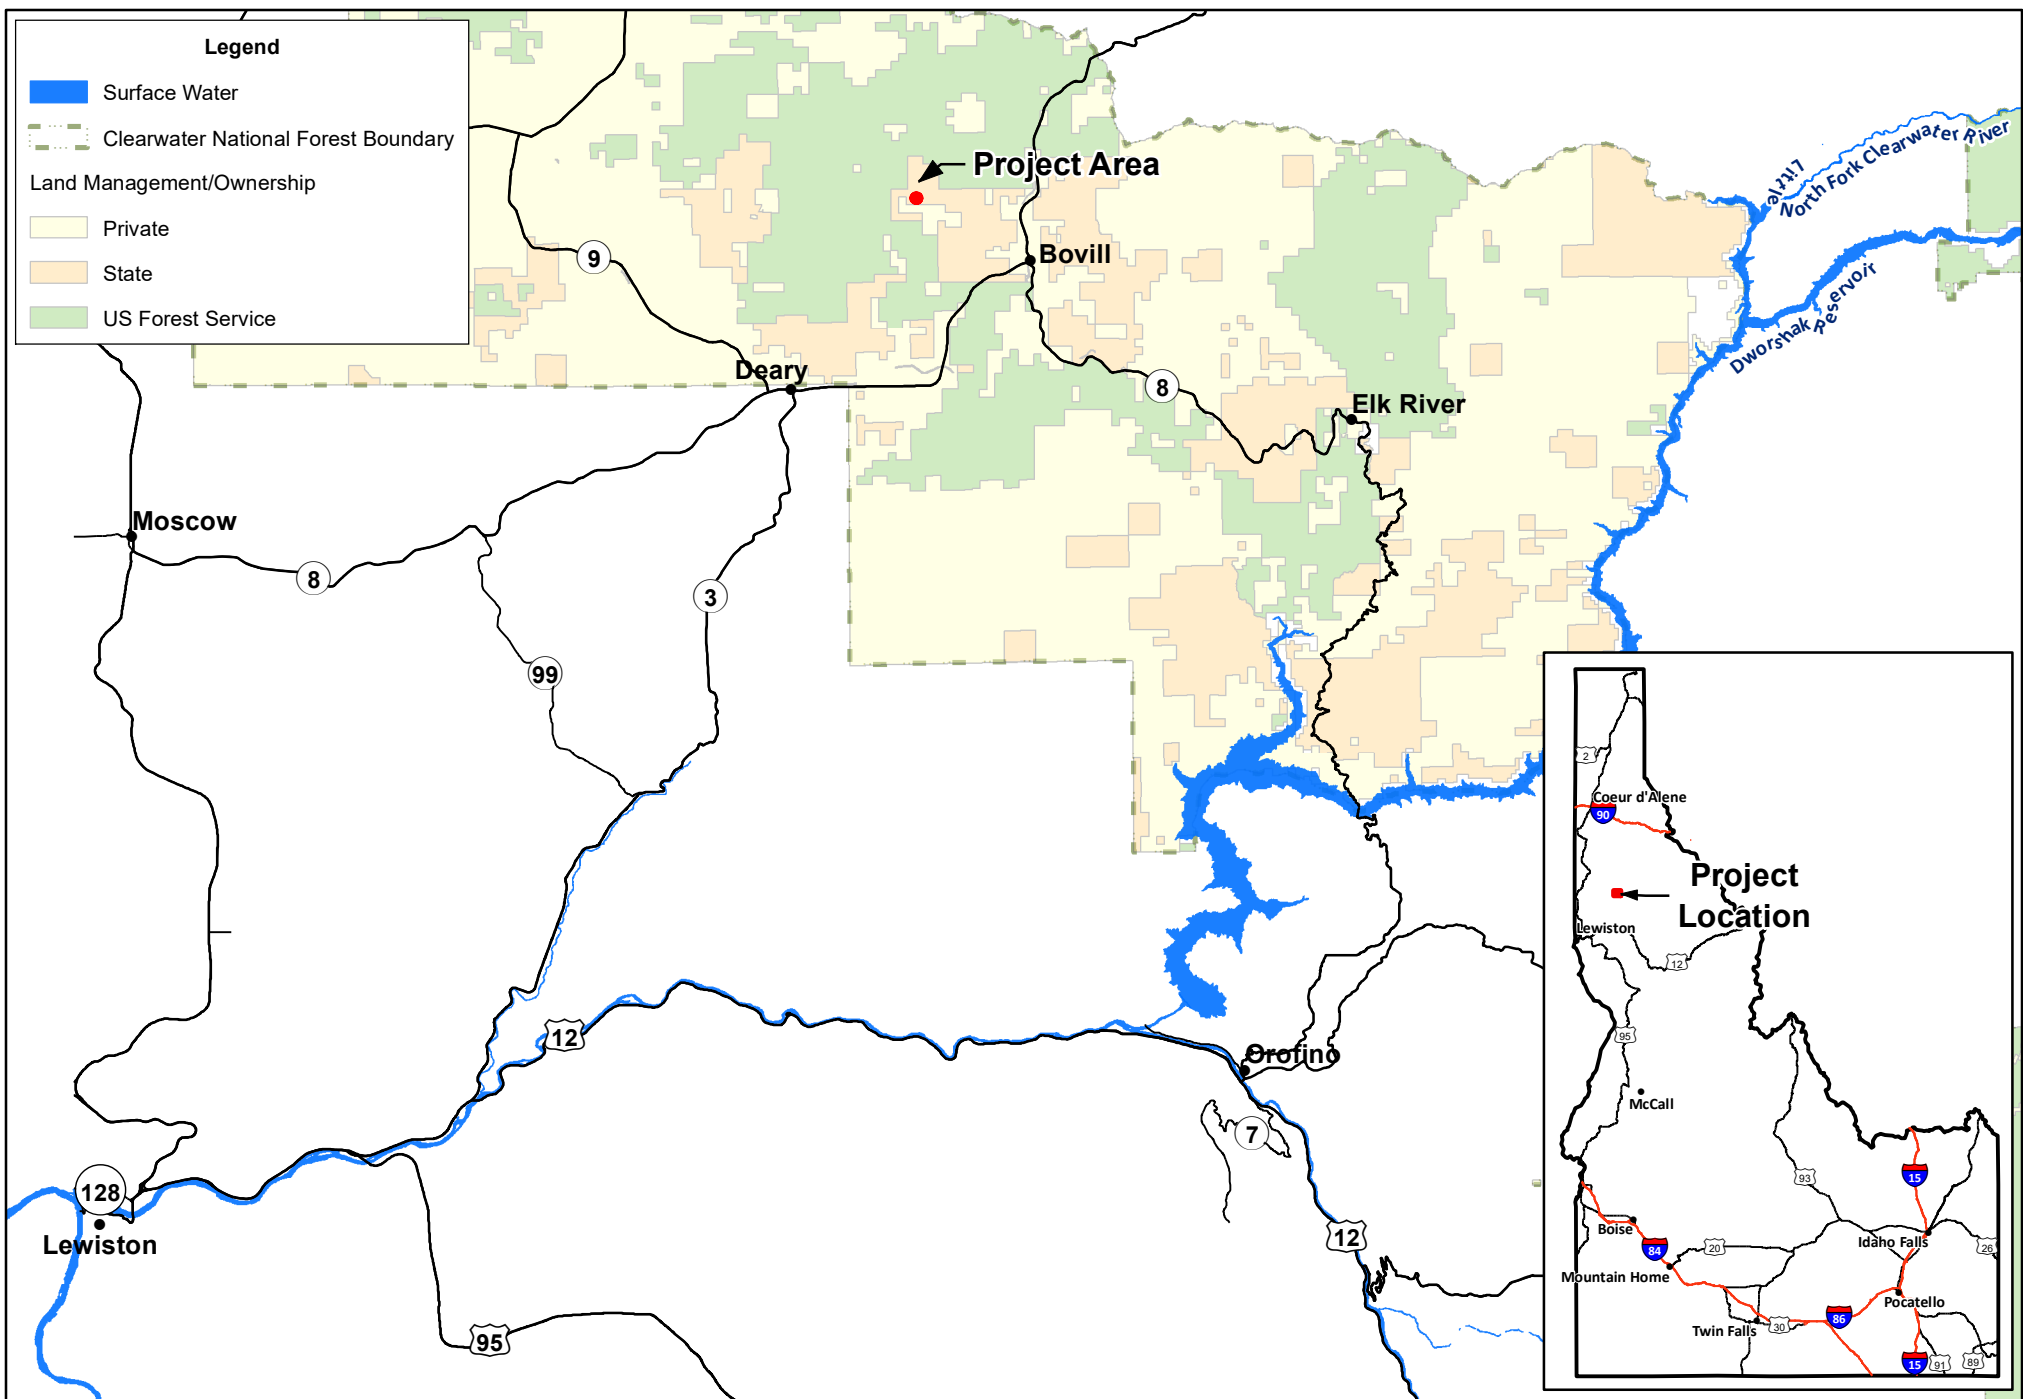 Legend
Surface Water
Clearwater National Forest Boundary
Land Management/Ownership
Private
State
US Forest Service
Project Area
Little
North Fork Clearwater River
Dworshak Reservoir
9
Bovill
Deary
8
Elk River
Moscow
8
3
99
12
Orofino
7
128
Lewiston
12
95
2
Coeur d'Alene
90
Project
Location
Lewiston
12
95
McCall
93
15
Boise
84
20
Idaho Falls
26
Mountain Home
Pocatello
Twin Falls
30
86
15
91
89